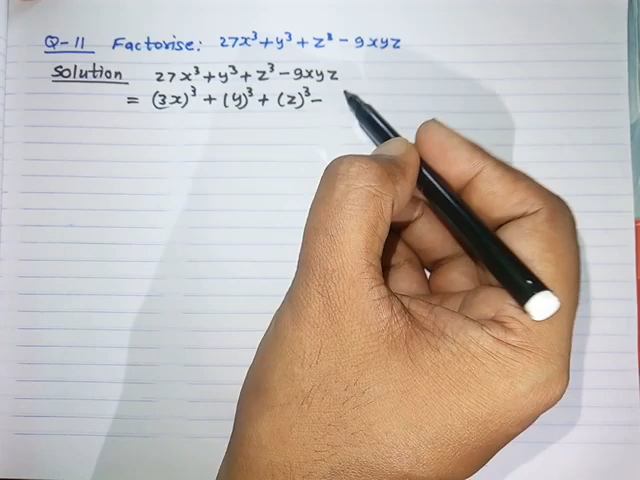 Q-11 Factorise: 27x³+y³+z³-9xyz
Solution 27x³+y³+z³-9xyz
= (3x)³+(y)³+(z)³-